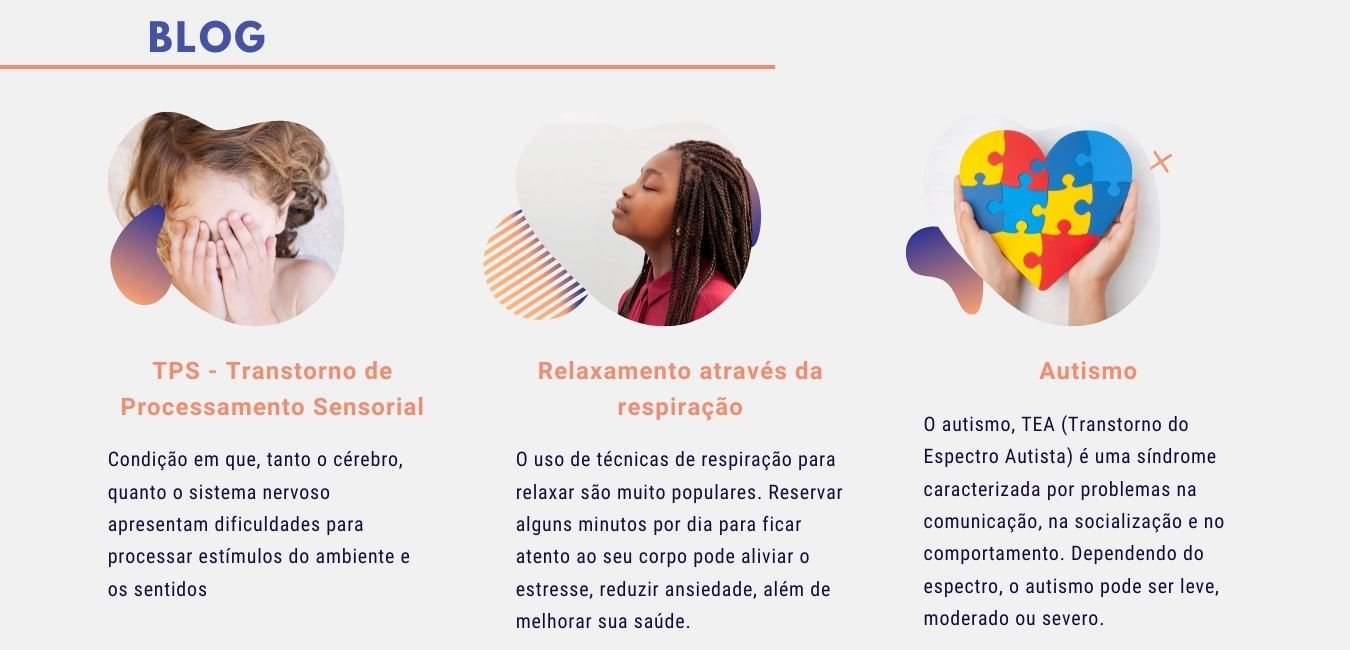 BLOG
TPS - Transtorno de
Processamento Sensorial
Condição em que, tanto o cérebro,
quanto o sistema nervoso
apresentam dificuldades para
processar estímulos do ambiente e
os sentidos
Relaxamento através da
respiração
O uso de técnicas de respiração para
relaxar são muito populares. Reservar
alguns minutos por dia para ficar
atento ao seu corpo pode aliviar o
estresse, reduzir ansiedade, além de
melhorar sua saúde.
Autismo
O autismo, TEA (Transtorno do
Espectro Autista) é uma síndrome
caracterizada por problemas na
comunicação, na socialização e no
comportamento. Dependendo do
espectro, o autismo pode ser leve,
moderado ou severo.